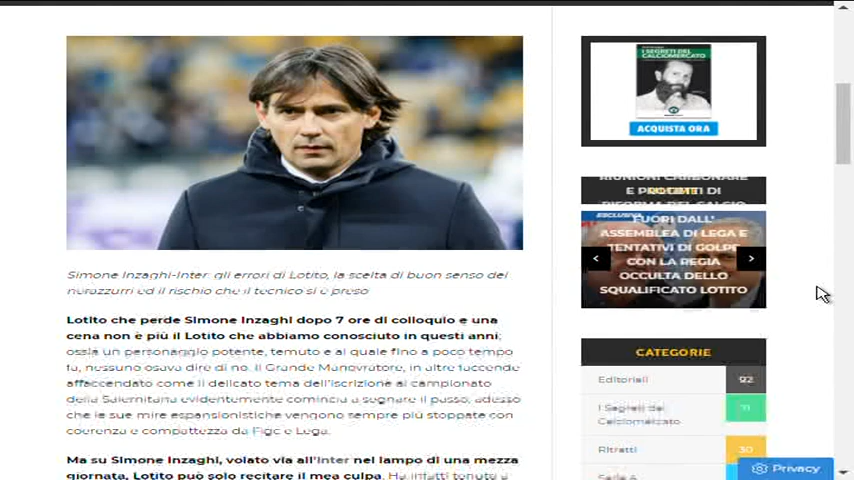 Simone Inzaghi-Inter: gli errori di Lotito, la scelta di buon senso dei
nerazzurri ed il rischio che il tecnico si è preso
Lotito che perde Simone Inzaghi dopo 7 ore di colloquio e una
cena non è più il Lotito che abbiamo conosciuto in questi anni;
ossia un personaggio potente, temuto e al quale fino a poco tempo
fa, nessuno osava dire di no. Il Grande Manovratore, in altre faccende
affaccendato come il delicato tema dell'iscrizione al campionato
della Salernitana evidentemente comincia a segnare il passo, adesso
che le sue mire espansionistiche vengono sempre più stoppate con
coerenza e compattezza da Figc e Lega.
Ma su Simone Inzaghi, volato via all'Inter nel lampo di una mezza
giornata, Lotito può solo recitare il mea culpa. Ha infatti tenuto a
I SEGRETI DEL
CALCIOMERCATO
ACQUISTA ORA
RIUNIONI CARBONARE
E
DI
ESCLUSIVA
FUORI DALL'
ASSEMBLEA DI LEGA E
TENTATIVI DI GOLPE
CON LA REGIA
OCCULTA DELLO
SQUALIFICATO LOTITO
CATEGORIE
Editoriali 92
I Segreti del 11
Calciomercato
Ritratti 30
Serie A
Privacy